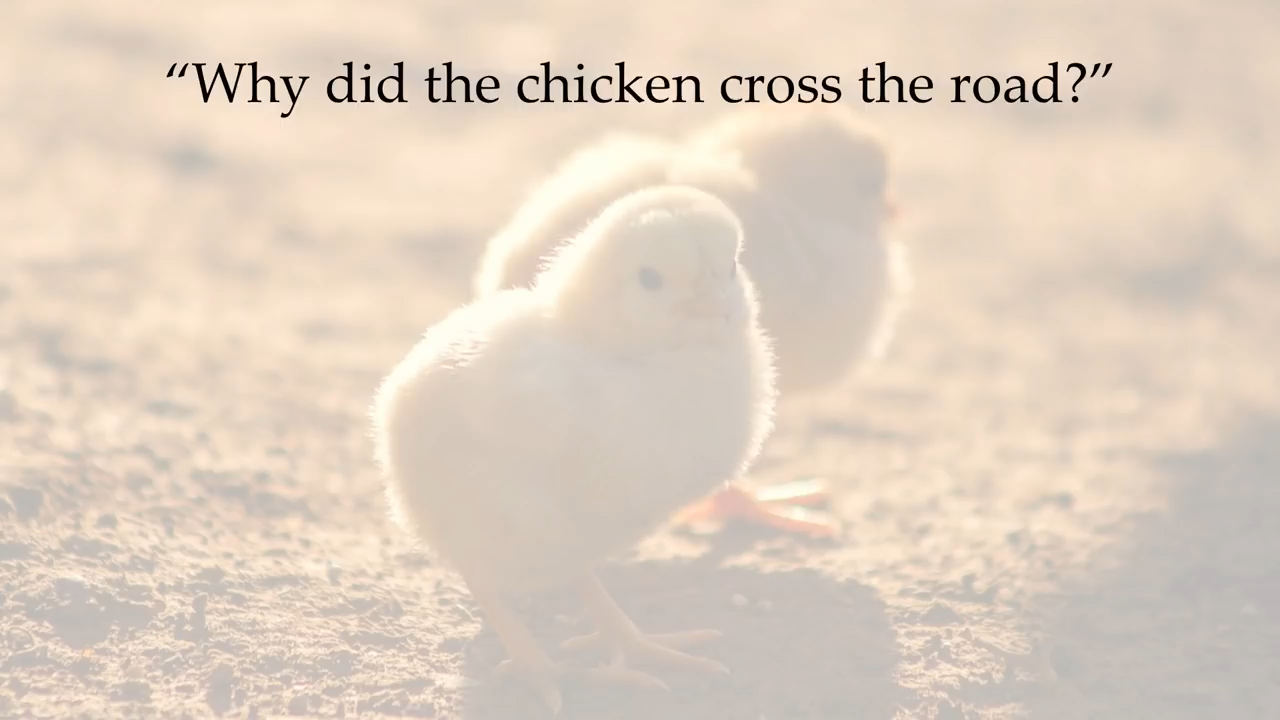 “Why did the chicken cross the road?”